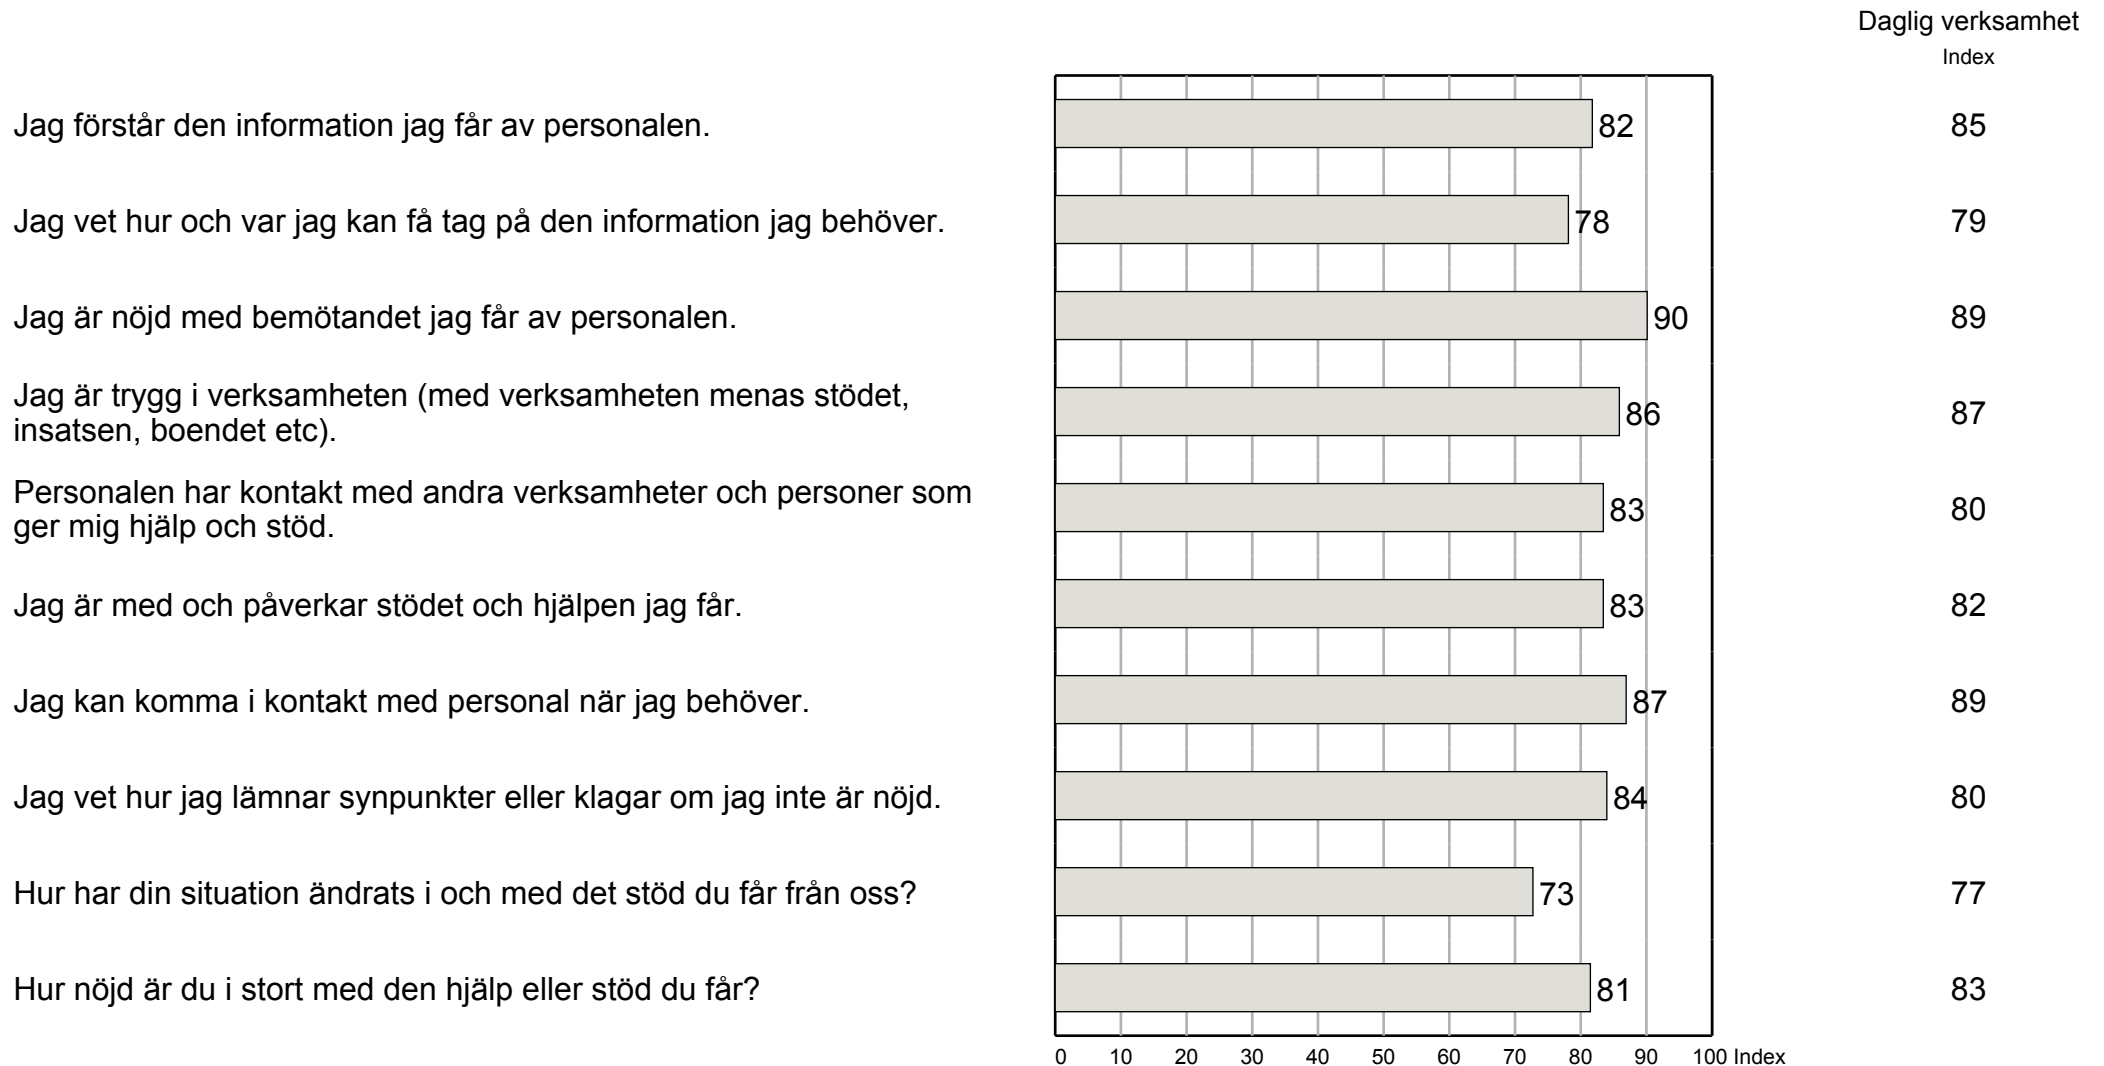 Daglig verksamhet
Index
Jag förstår den information jag får av personalen. 82 85
Jag vet hur och var jag kan få tag på den information jag behöver. 78 79
Jag är nöjd med bemötandet jag får av personalen. 90 89
Jag är trygg i verksamheten (med verksamheten menas stödet,
insatsen, boendet etc). 86 87
Personalen har kontakt med andra verksamheter och personer som
ger mig hjälp och stöd. 83 80
Jag är med och påverkar stödet och hjälpen jag får. 83 82
Jag kan komma i kontakt med personal när jag behöver. 87 89
Jag vet hur jag lämnar synpunkter eller klagar om jag inte är nöjd. 84 80
Hur har din situation ändrats i och med det stöd du får från oss? 73 77
Hur nöjd är du i stort med den hjälp eller stöd du får? 81 83
0 10 20 30 40 50 60 70 80 90 100 Index